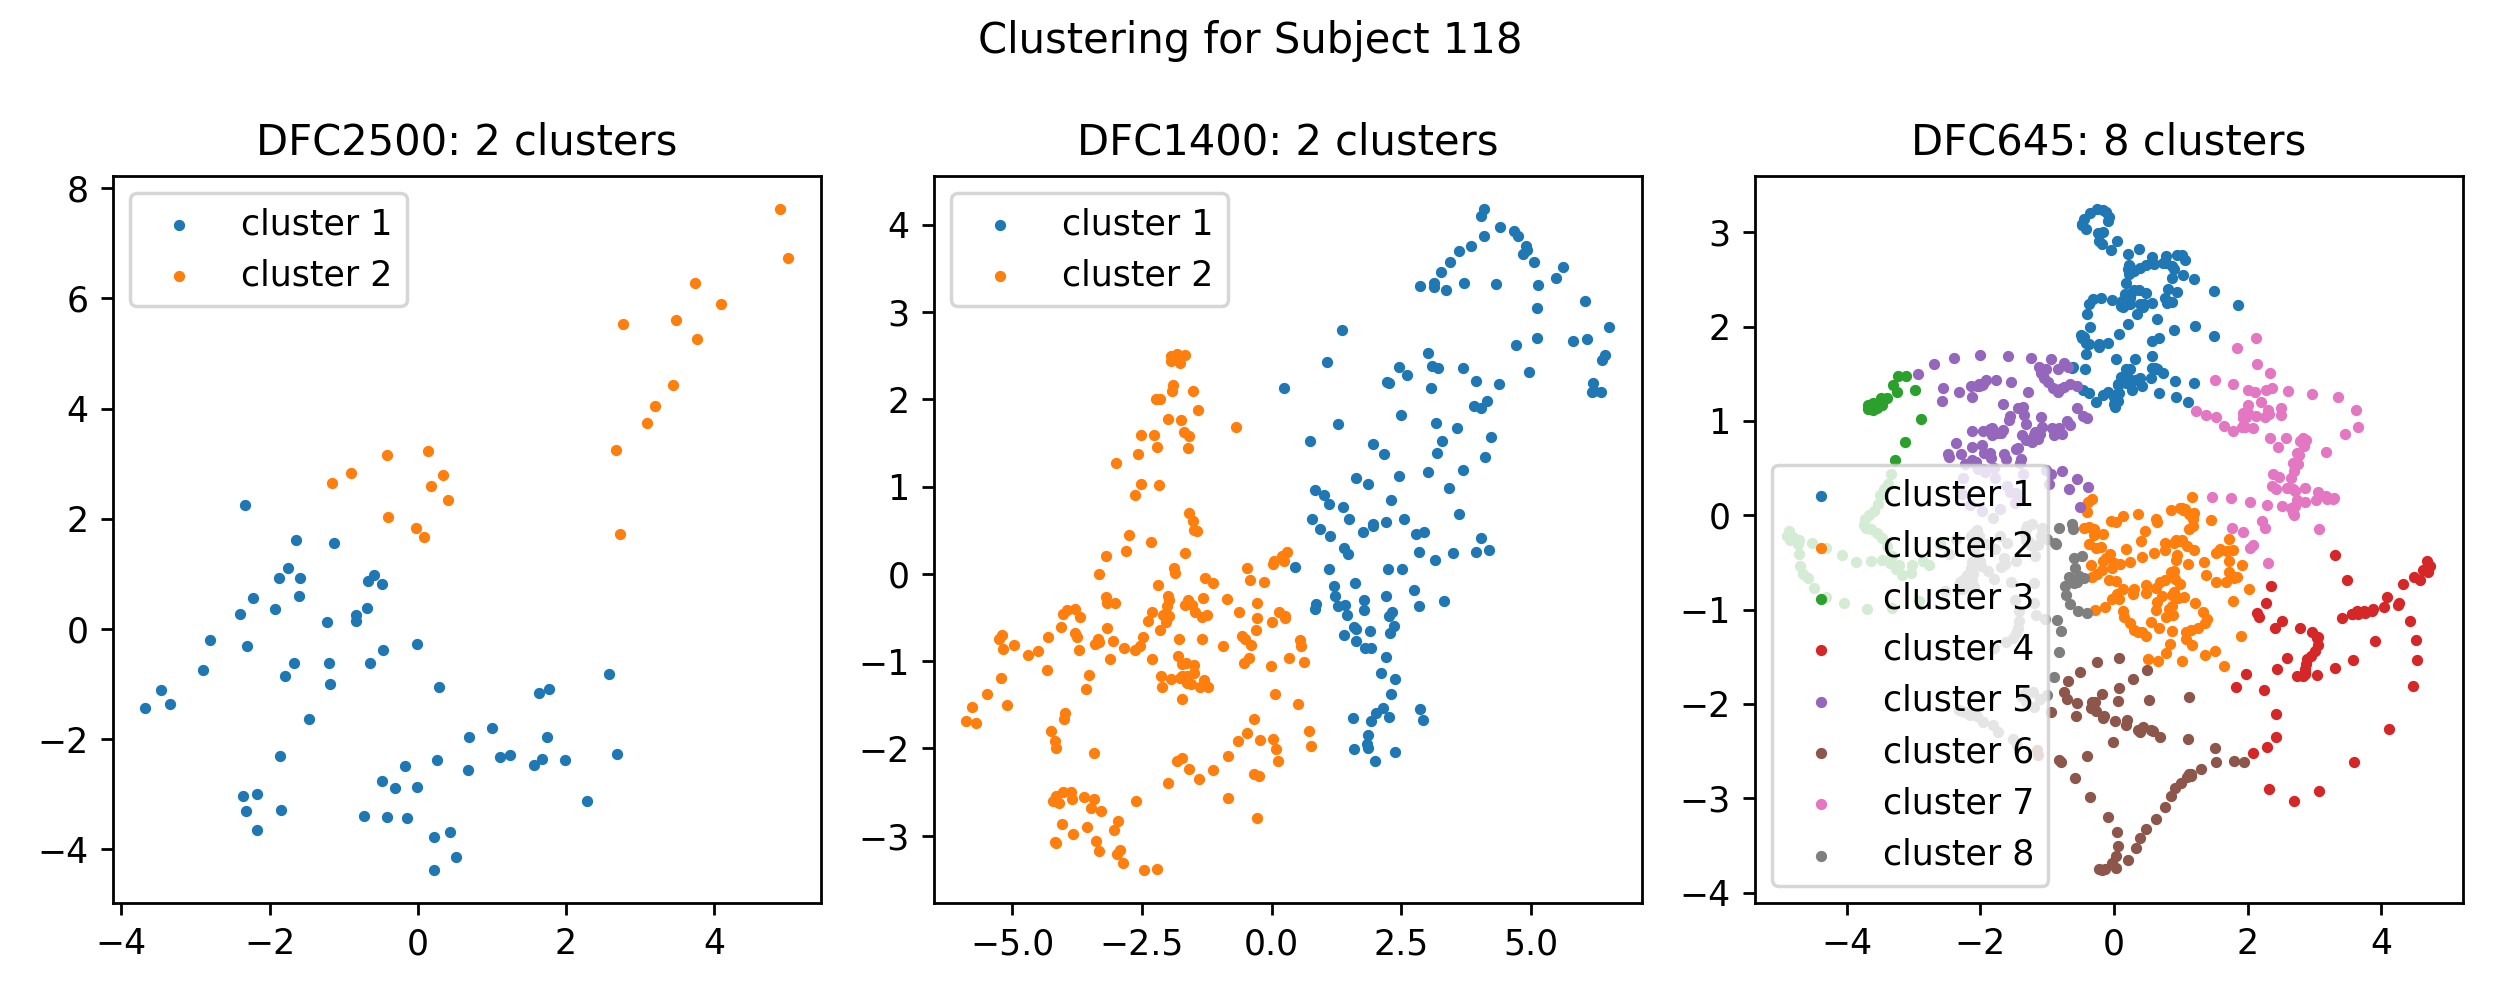 Clustering for Subject 118
DFC2500: 2 clusters
8
6
4
2
0
−2
−4
cluster 1
cluster 2
−4
−2
0
2
4
DFC1400: 2 clusters
4
3
2
1
0
−1
−2
−3
cluster 1
cluster 2
−5.0
−2.5
0.0
2.5
5.0
DFC645: 8 clusters
3
2
1
0
−1
−2
−3
−4
cluster 1
cluster 2
cluster 3
cluster 4
cluster 5
cluster 6
cluster 7
cluster 8
−4
−2
0
2
4